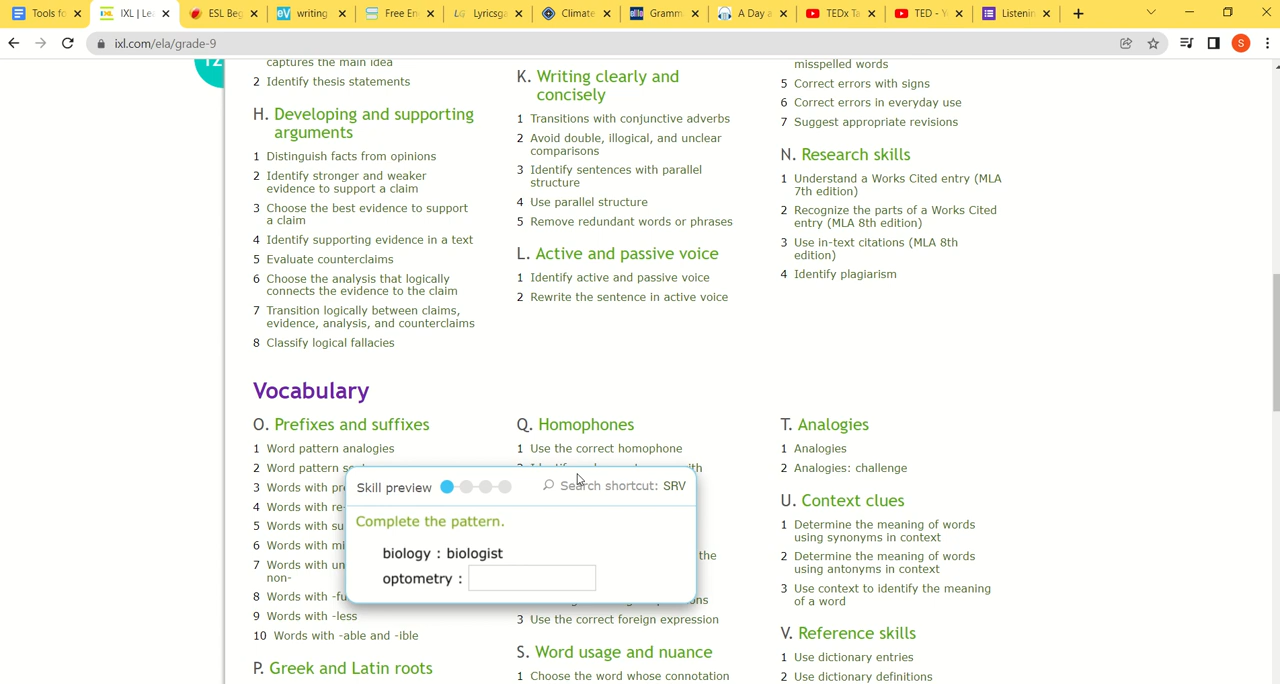 Tools fo
IXL | Le
ESL Beg
writing
Free En
Lyricsga
Climate
Gramm
A Day a
TEDx Ta
TED - Y
Listenin
ixl.com/ela/grade-9
S
12
captures the main idea
2 Identify thesis statements
H. Developing and supporting
arguments
1 Distinguish facts from opinions
2 Identify stronger and weaker
evidence to support a claim
3 Choose the best evidence to support
a claim
4 Identify supporting evidence in a text
5 Evaluate counterclaims
6 Choose the analysis that logically
connects the evidence to the claim
7 Transition logically between claims,
evidence, analysis, and counterclaims
8 Classify logical fallacies
K. Writing clearly and
concisely
1 Transitions with conjunctive adverbs
2 Avoid double, illogical, and unclear
comparisons
3 Identify sentences with parallel
structure
4 Use parallel structure
5 Remove redundant words or phrases
L. Active and passive voice
1 Identify active and passive voice
2 Rewrite the sentence in active voice
misspelled words
5 Correct errors with signs
6 Correct errors in everyday use
7 Suggest appropriate revisions
N. Research skills
1 Understand a Works Cited entry (MLA
7th edition)
2 Recognize the parts of a Works Cited
entry (MLA 8th edition)
3 Use in-text citations (MLA 8th
edition)
4 Identify plagiarism
Vocabulary
O. Prefixes and suffixes
1 Word pattern analogies
2 Word pattern
3 Words with
4 Words with re-
5 Words with
6 Words with
7 Words with
non-
8 Words with
9 Words with -less
10 Words with -able and -ible
P. Greek and Latin roots
Skill preview
Search shortcut: SRV
Complete the pattern.
biology : biologist
optometry :
Q. Homophones
1 Use the correct homophone
with
the
3 Use the correct foreign expression
S. Word usage and nuance
1 Choose the word whose connotation
T. Analogies
1 Analogies
2 Analogies: challenge
U. Context clues
1 Determine the meaning of words
using synonyms in context
2 Determine the meaning of words
using antonyms in context
3 Use context to identify the meaning
of a word
V. Reference skills
1 Use dictionary entries
2 Use dictionary definitions